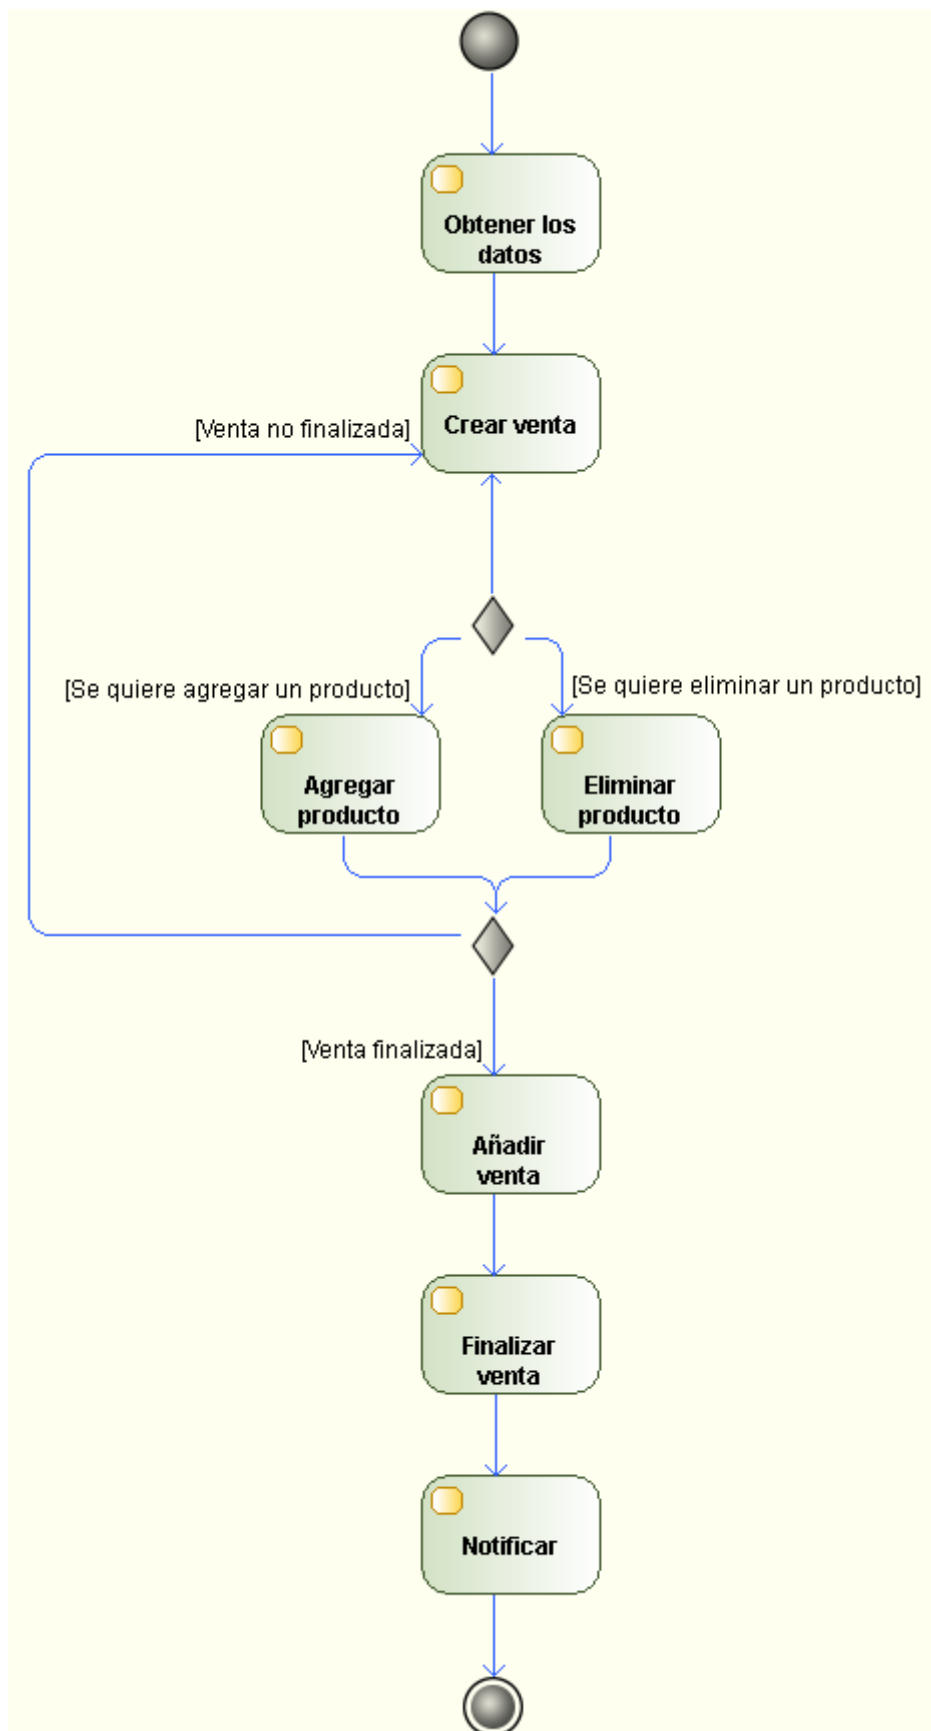 Obtener los
datos
Crear venta
[Venta no finalizada]
[Se quiere agregar un producto]
[Se quiere eliminar un producto]
Agregar
producto
Eliminar
producto
[Venta finalizada]
Añadir
venta
Finalizar
venta
Notificar